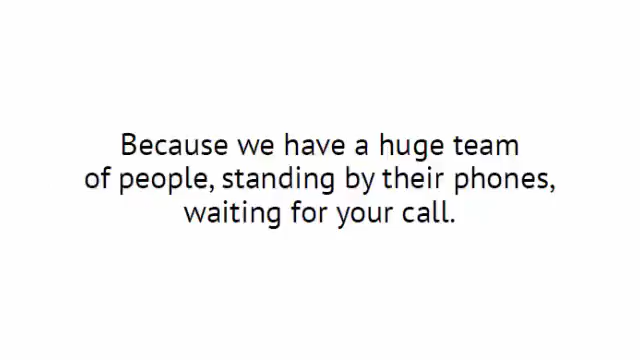 Because we have a huge team
of people, standing by their phones,
waiting for your call.